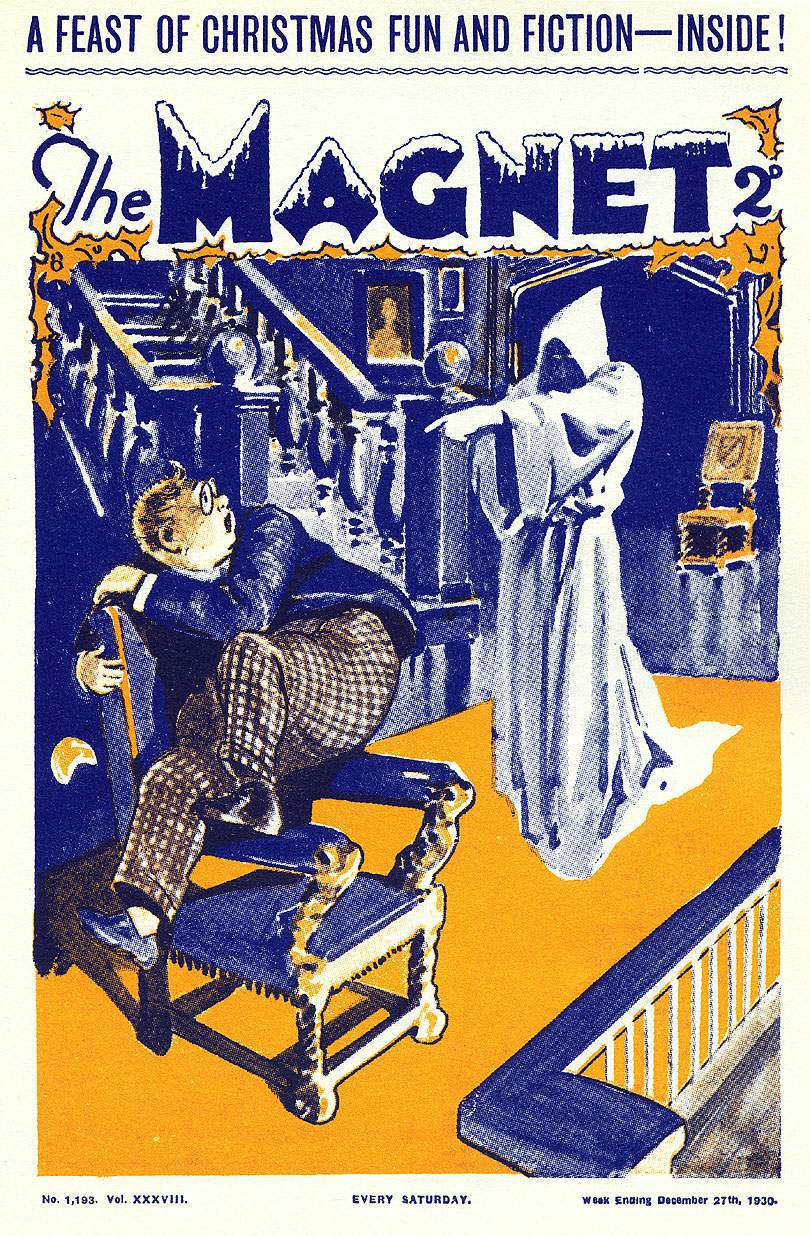 A FEAST OF CHRISTMAS FUN AND FICTION—INSIDE!
The MAGNET 2D
No. 1,193. Vol. XXXVIII. EVERY SATURDAY. Week Ending December 27th, 1930.